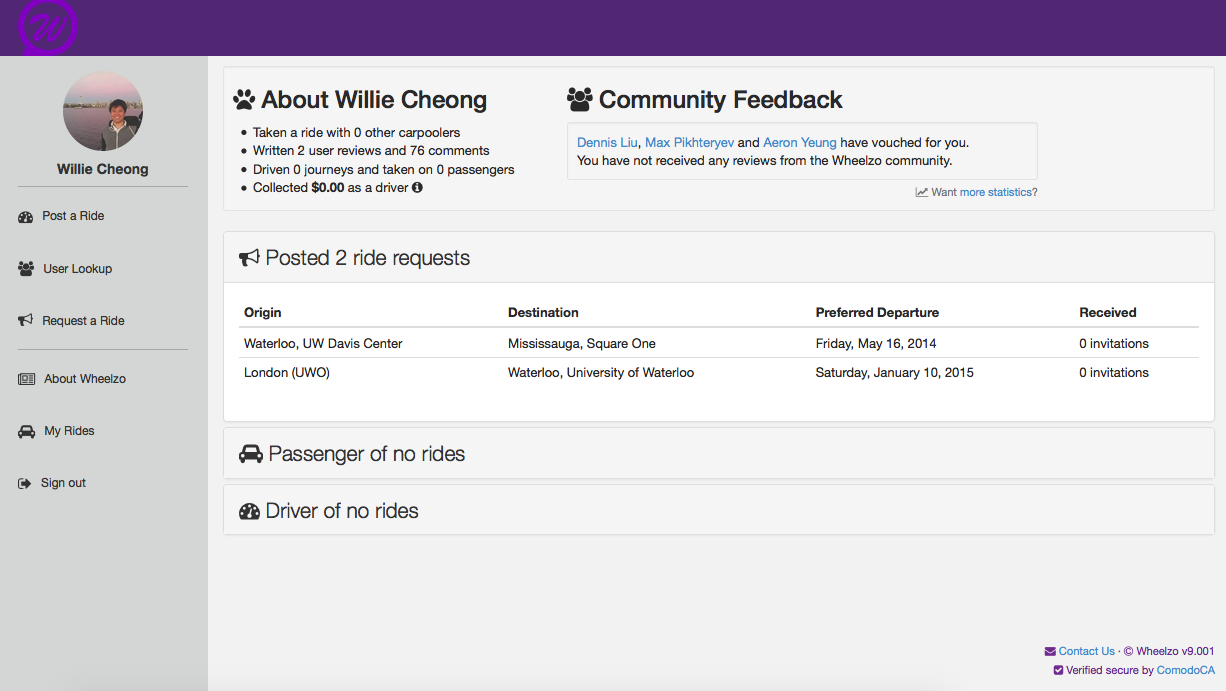 W
Willie Cheong
Post a Ride
User Lookup
Request a Ride
About Wheelzo
My Rides
Sign out
About Willie Cheong
• Taken a ride with 0 other carpoolers
• Written 2 user reviews and 76 comments
• Driven 0 journeys and taken on 0 passengers
• Collected $0.00 as a driver
Community Feedback
Dennis Liu, Max Pikhteryev and Aeron Yeung have vouched for you.
You have not received any reviews from the Wheelzo community.
Want more statistics?
Posted 2 ride requests
Origin Destination Preferred Departure Received
Waterloo, UW Davis Center Mississauga, Square One Friday, May 16, 2014 0 invitations
London (UWO) Waterloo, University of Waterloo Saturday, January 10, 2015 0 invitations
Passenger of no rides
Driver of no rides
Contact Us · © Wheelzo v9.001
Verified secure by ComodoCA